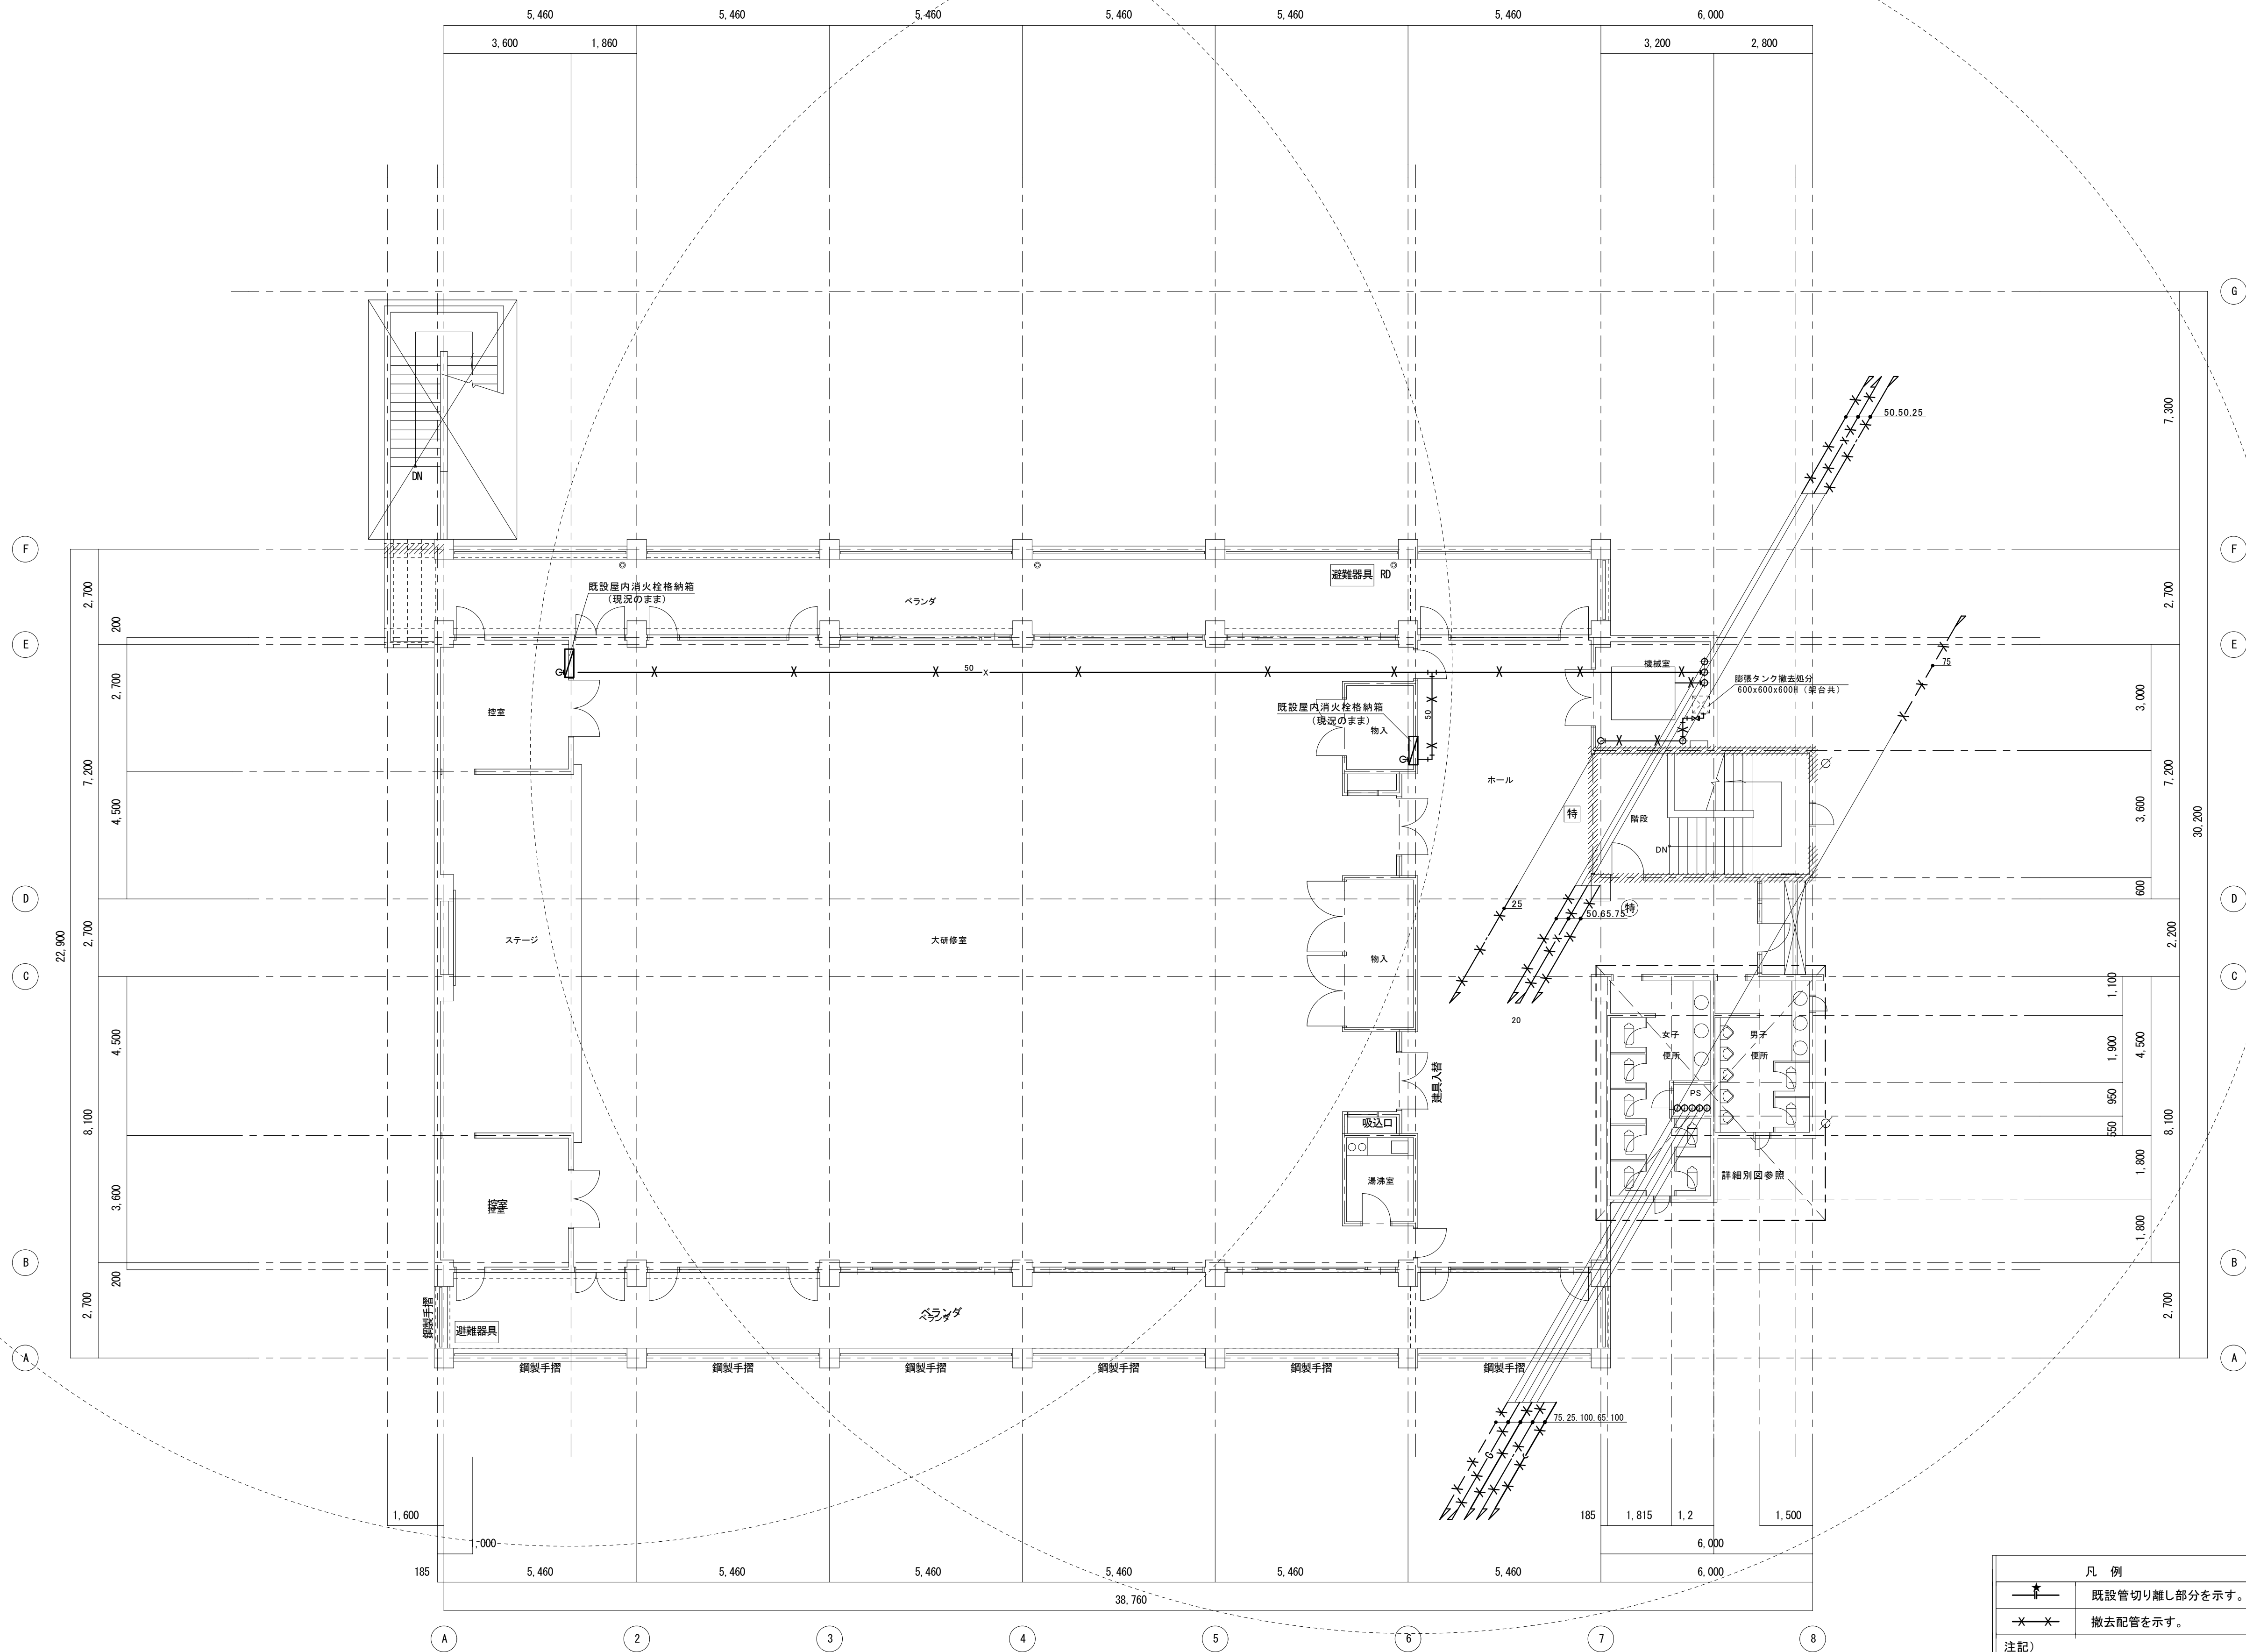 5,460
5,460
5,460
5,460
5,460
5,460
6,000
3,600
1,860
3,200
2,800
G
7,300
50.50.25
DN
F
F
2,700
200
既設屋内消火栓格納箱
(現況のまま)
ベランダ
避難器具
RD
2,700
75
E
E
2,700
50
x
機械室
膨張タンク撤去処分
600x600x600H (架台共)
控室
既設屋内消火栓格納箱
(現況のまま)
物入
50
3,000
7,200
4,500
ホール
特
階段
DN
7,200
3,600
30,200
600
D
D
25
50.65.75
特
22,900
2,700
ステージ
大研修室
物入
2,200
C
C
20
1,100
4,500
女子
便所
男子
便所
1,900
4,500
建具入替
PS
950
8,100
吸込口
550
8,100
湯沸室
詳細別図参照
1,800
3,600
控室
控室
1,800
B
B
200
2,700
鋼製手摺
避難器具
ベランダ
ベランダ
2,700
A
A
鋼製手摺
鋼製手摺
鋼製手摺
鋼製手摺
鋼製手摺
鋼製手摺
75.25.100.65.100
G
1,600
1,000
185
1,815
1,2
1,500
6,000
185
5,460
5,460
5,460
5,460
5,460
5,460
6,000
38,760
A
2
3
4
5
6
7
8
凡 例
既設管切り離し部分を示す。
撤去配管を示す。
注記)